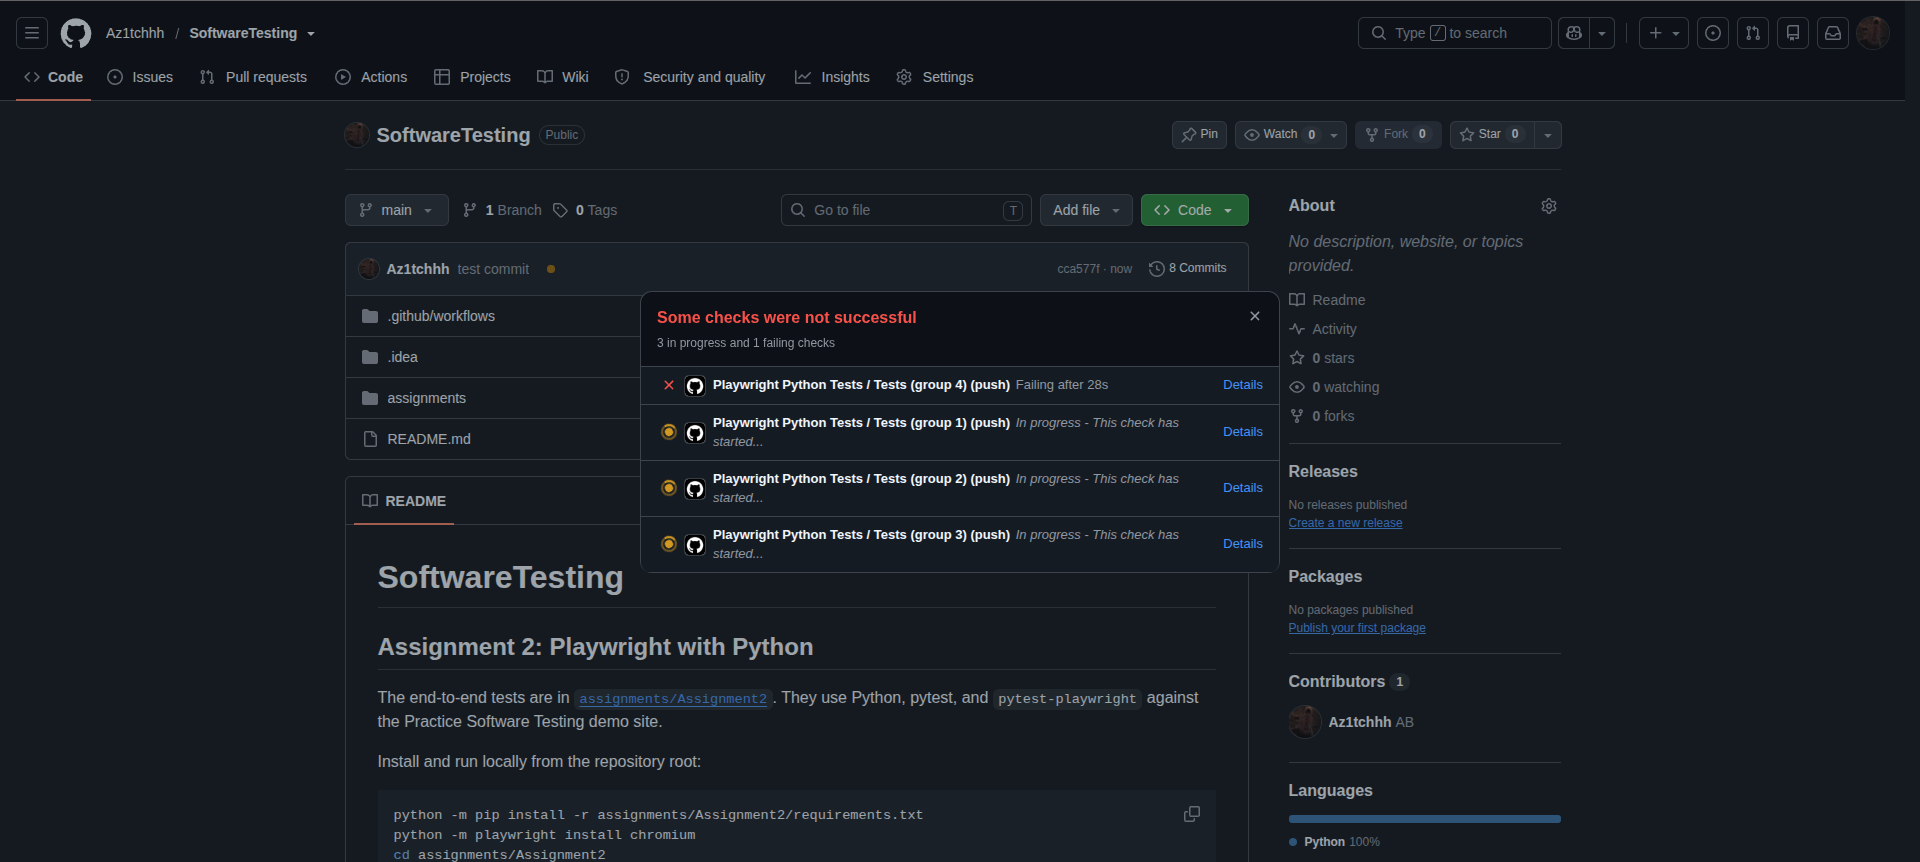 Az1tchhh / SoftwareTesting
Type / to search
Code
Issues
Pull requests
Actions
Projects
Wiki
Security and quality
Insights
Settings
SoftwareTesting Public
Pin
Watch 0
Fork 0
Star 0
main
1 Branch
0 Tags
Go to file T
Add file
Code
Az1tchhh test commit
cca577f · now
8 Commits
.github/workflows
.idea
assignments
README.md
Some checks were not successful
3 in progress and 1 failing checks
Playwright Python Tests / Tests (group 4) (push) Failing after 28s
Details
Playwright Python Tests / Tests (group 1) (push) In progress - This check has
started...
Details
Playwright Python Tests / Tests (group 2) (push) In progress - This check has
started...
Details
Playwright Python Tests / Tests (group 3) (push) In progress - This check has
started...
Details
README
SoftwareTesting
Assignment 2: Playwright with Python
The end-to-end tests are in assignments/Assignment2. They use Python, pytest, and pytest-playwright against
the Practice Software Testing demo site.
Install and run locally from the repository root:
python -m pip install -r assignments/Assignment2/requirements.txt
python -m playwright install chromium
cd assignments/Assignment2
About
No description, website, or topics
provided.
Readme
Activity
0 stars
0 watching
0 forks
Releases
No releases published
Create a new release
Packages
No packages published
Publish your first package
Contributors 1
Az1tchhh AB
Languages
Python 100%